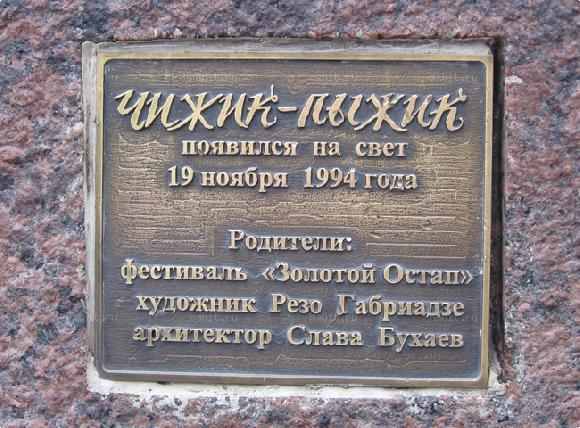 ЧИЖИК-ПЫЖИК
появился на свет
19 ноября 1994 года
Родители:
фестиваль «Золотой Остап»
художник Резо Габриадзе
архитектор Слава Бухаев